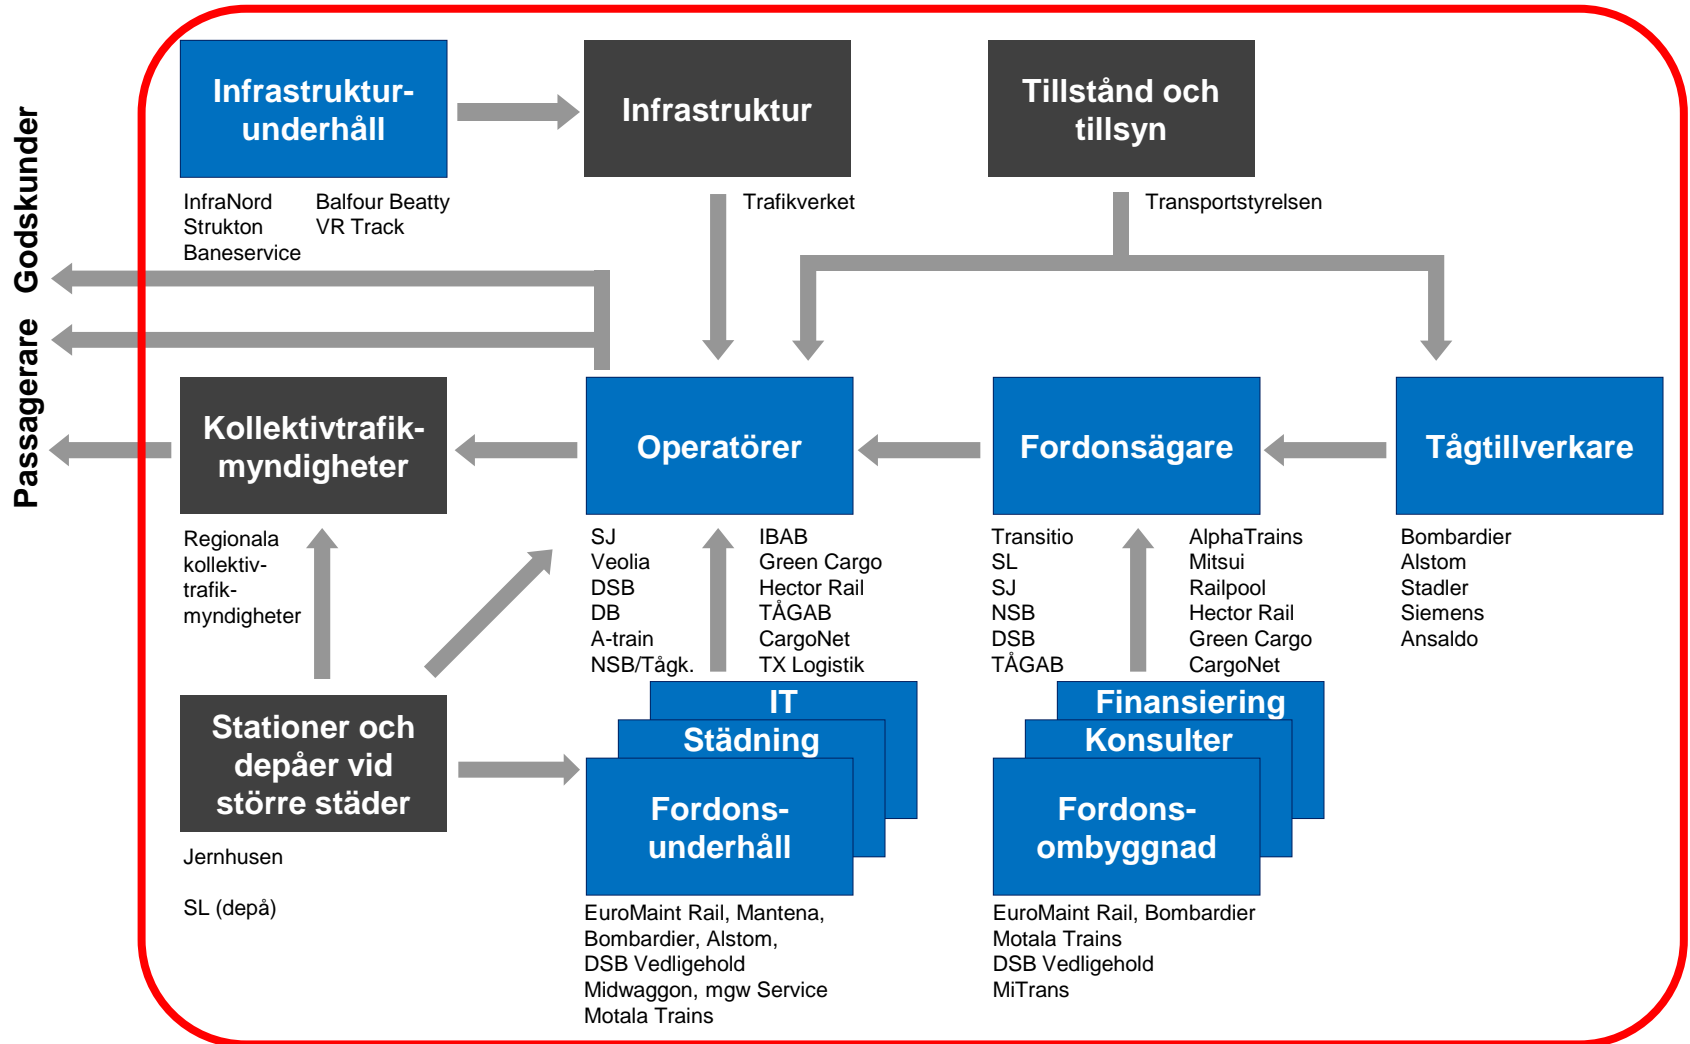 Godskunder
Passagerare
Infrastruktur-
underhåll
Infrastruktur
Tillstånd och
tillsyn
InfraNord
Strukton
Baneservice
Balfour Beatty
VR Track
Trafikverket
Transportstyrelsen
Kollektivtrafik-
myndigheter
Operatörer
Fordonsägare
Tågtillverkare
Regionala
kollektiv-
trafik-
myndigheter
SJ
Veolia
DSB
DB
A-train
NSB/Tågk.
IBAB
Green Cargo
Hector Rail
TÅGAB
CargoNet
TX Logistik
Transitio
SL
SJ
NSB
DSB
TÅGAB
AlphaTrains
Mitsui
Railpool
Hector Rail
Green Cargo
CargoNet
Bombardier
Alstom
Stadler
Siemens
Ansaldo
Stationer och
depåer vid
större städer
IT
Städning
Fordons-
underhåll
Finansiering
Konsulter
Fordons-
ombyggnad
Jernhusen
SL (depå)
EuroMaint Rail, Mantena,
Bombardier, Alstom,
DSB Vedligehold
Midwaggon, mgw Service
Motala Trains
EuroMaint Rail, Bombardier
Motala Trains
DSB Vedligehold
MiTrans